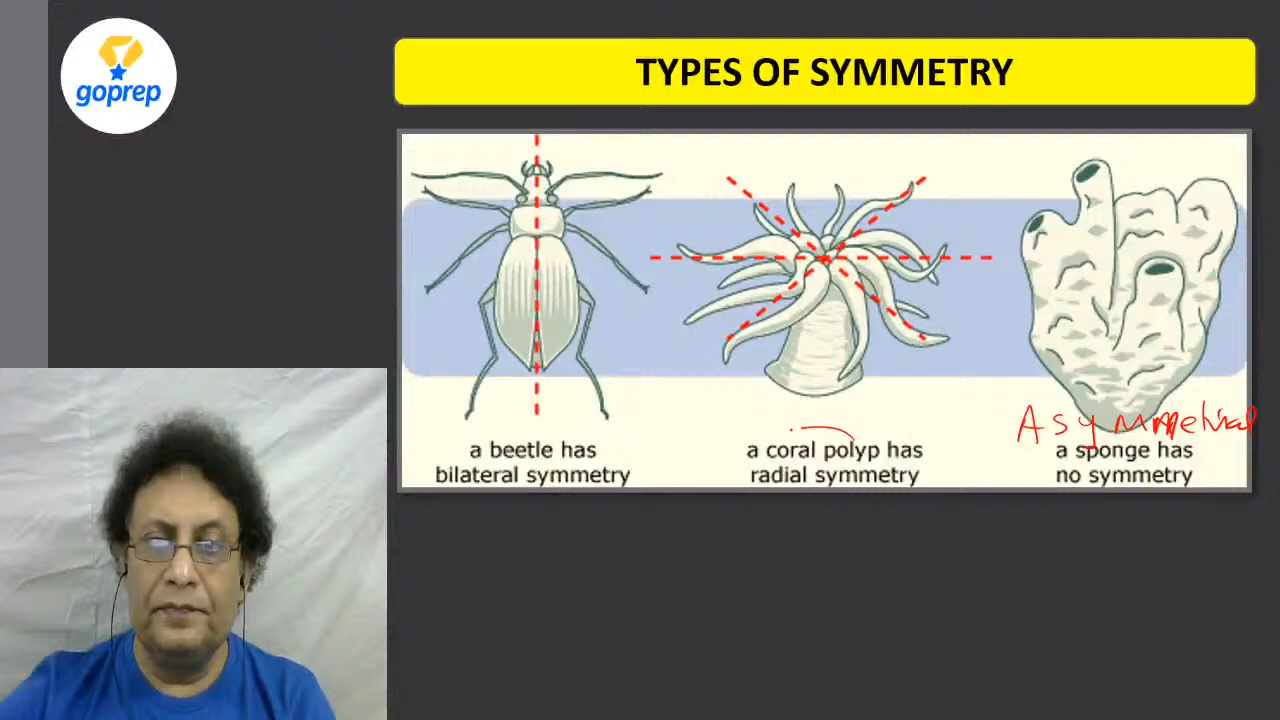 goprep
TYPES OF SYMMETRY
a beetle has
bilateral symmetry
a coral polyp has
radial symmetry
Asymmetrical
a sponge has
no symmetry